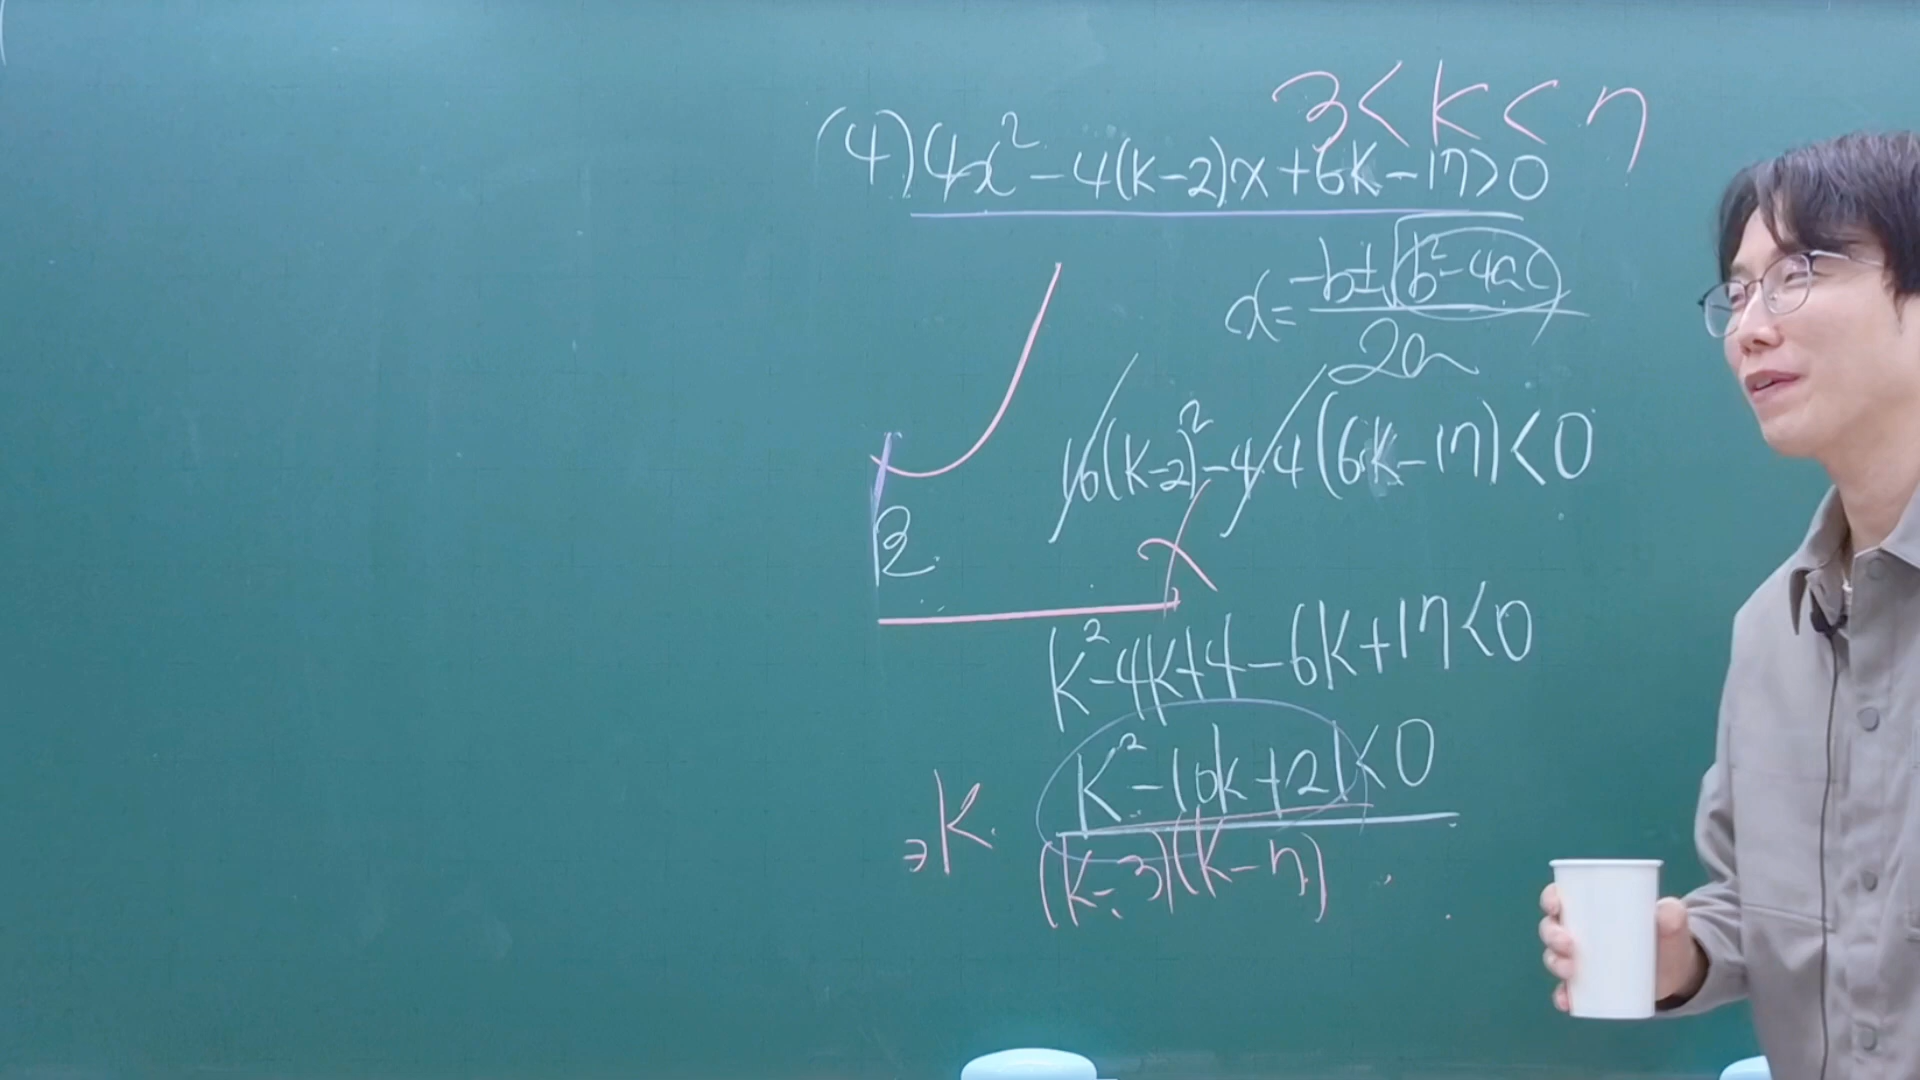 3<k<7
(4) 4x²-4(k-2)x+6k-17>0
x=(-b±√(b²-4ac))/2a
16(k-2)²-4·4(6k-17)<0
k²-4k+4-6k+17<0
k²-10k+21<0
(k-3)(k-7)